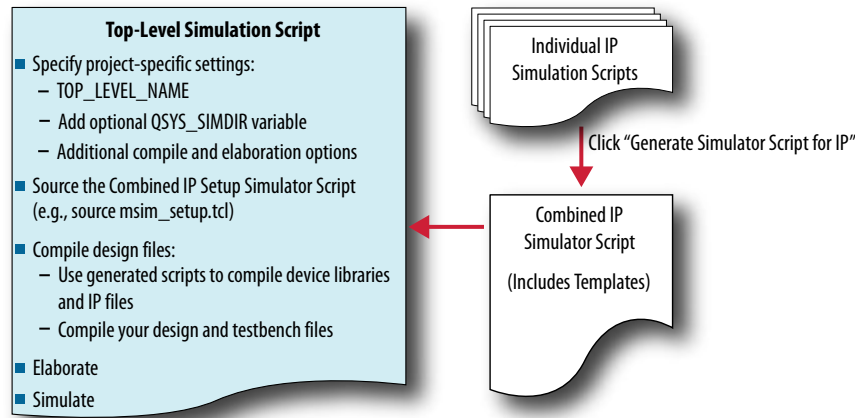 Top-Level Simulation Script
■ Specify project-specific settings:
– TOP_LEVEL_NAME
– Add optional QSYS_SIMDIR variable
– Additional compile and elaboration options
■ Source the Combined IP Setup Simulator Script
(e.g., source msim_setup.tcl)
■ Compile design files:
– Use generated scripts to compile device libraries
and IP files
– Compile your design and testbench files
■ Elaborate
■ Simulate
Individual IP
Simulation Scripts
Click “Generate Simulator Script for IP”
Combined IP
Simulator Script
(Includes Templates)